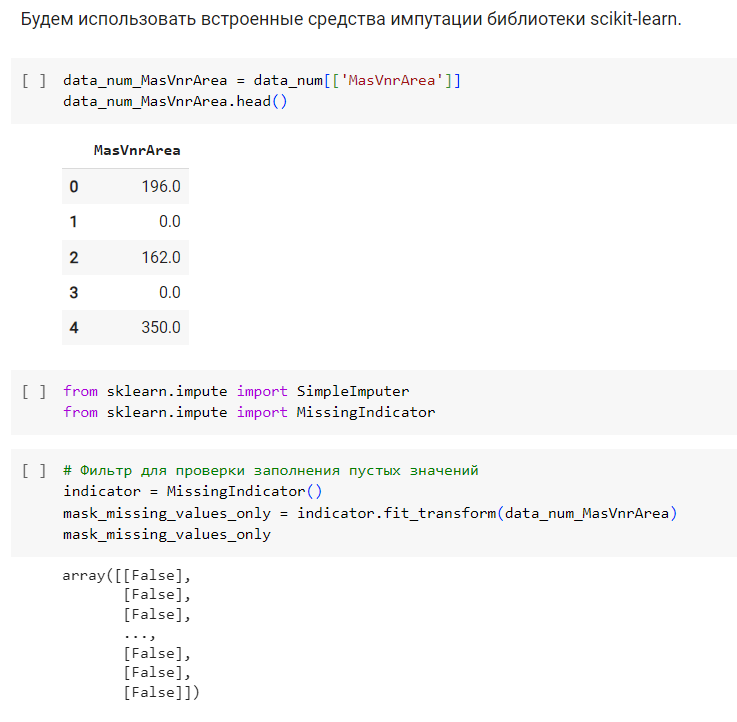 Будем использовать встроенные средства импутации библиотеки scikit-learn.
[ ] data_num_MasVnrArea = data_num[['MasVnrArea']]
data_num_MasVnrArea.head()
MasVnrArea
0 196.0
1 0.0
2 162.0
3 0.0
4 350.0
[ ] from sklearn.impute import SimpleImputer
from sklearn.impute import MissingIndicator
[ ] # Фильтр для проверки заполнения пустых значений
indicator = MissingIndicator()
mask_missing_values_only = indicator.fit_transform(data_num_MasVnrArea)
mask_missing_values_only
array([[False],
[False],
[False],
...,
[False],
[False],
[False]])